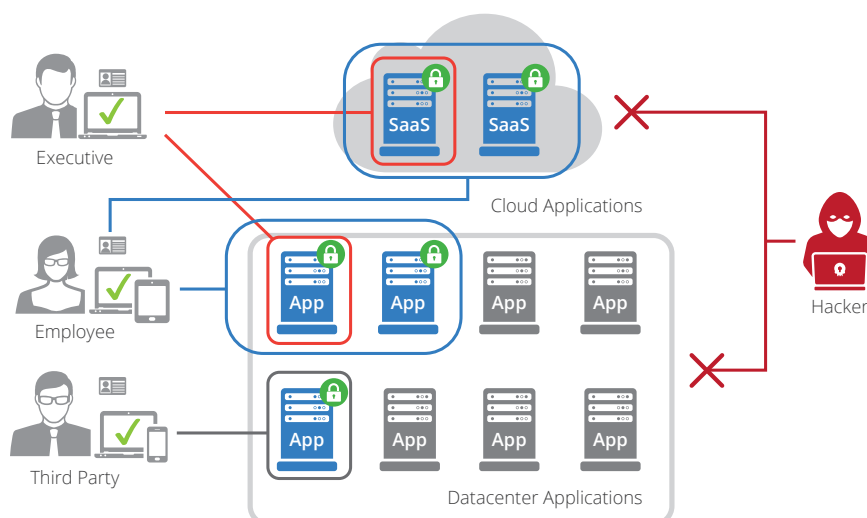 SaaS
SaaS
Executive
Cloud Applications
App
App
App
App
Employee
Hacker
App
App
App
App
Third Party
Datacenter Applications